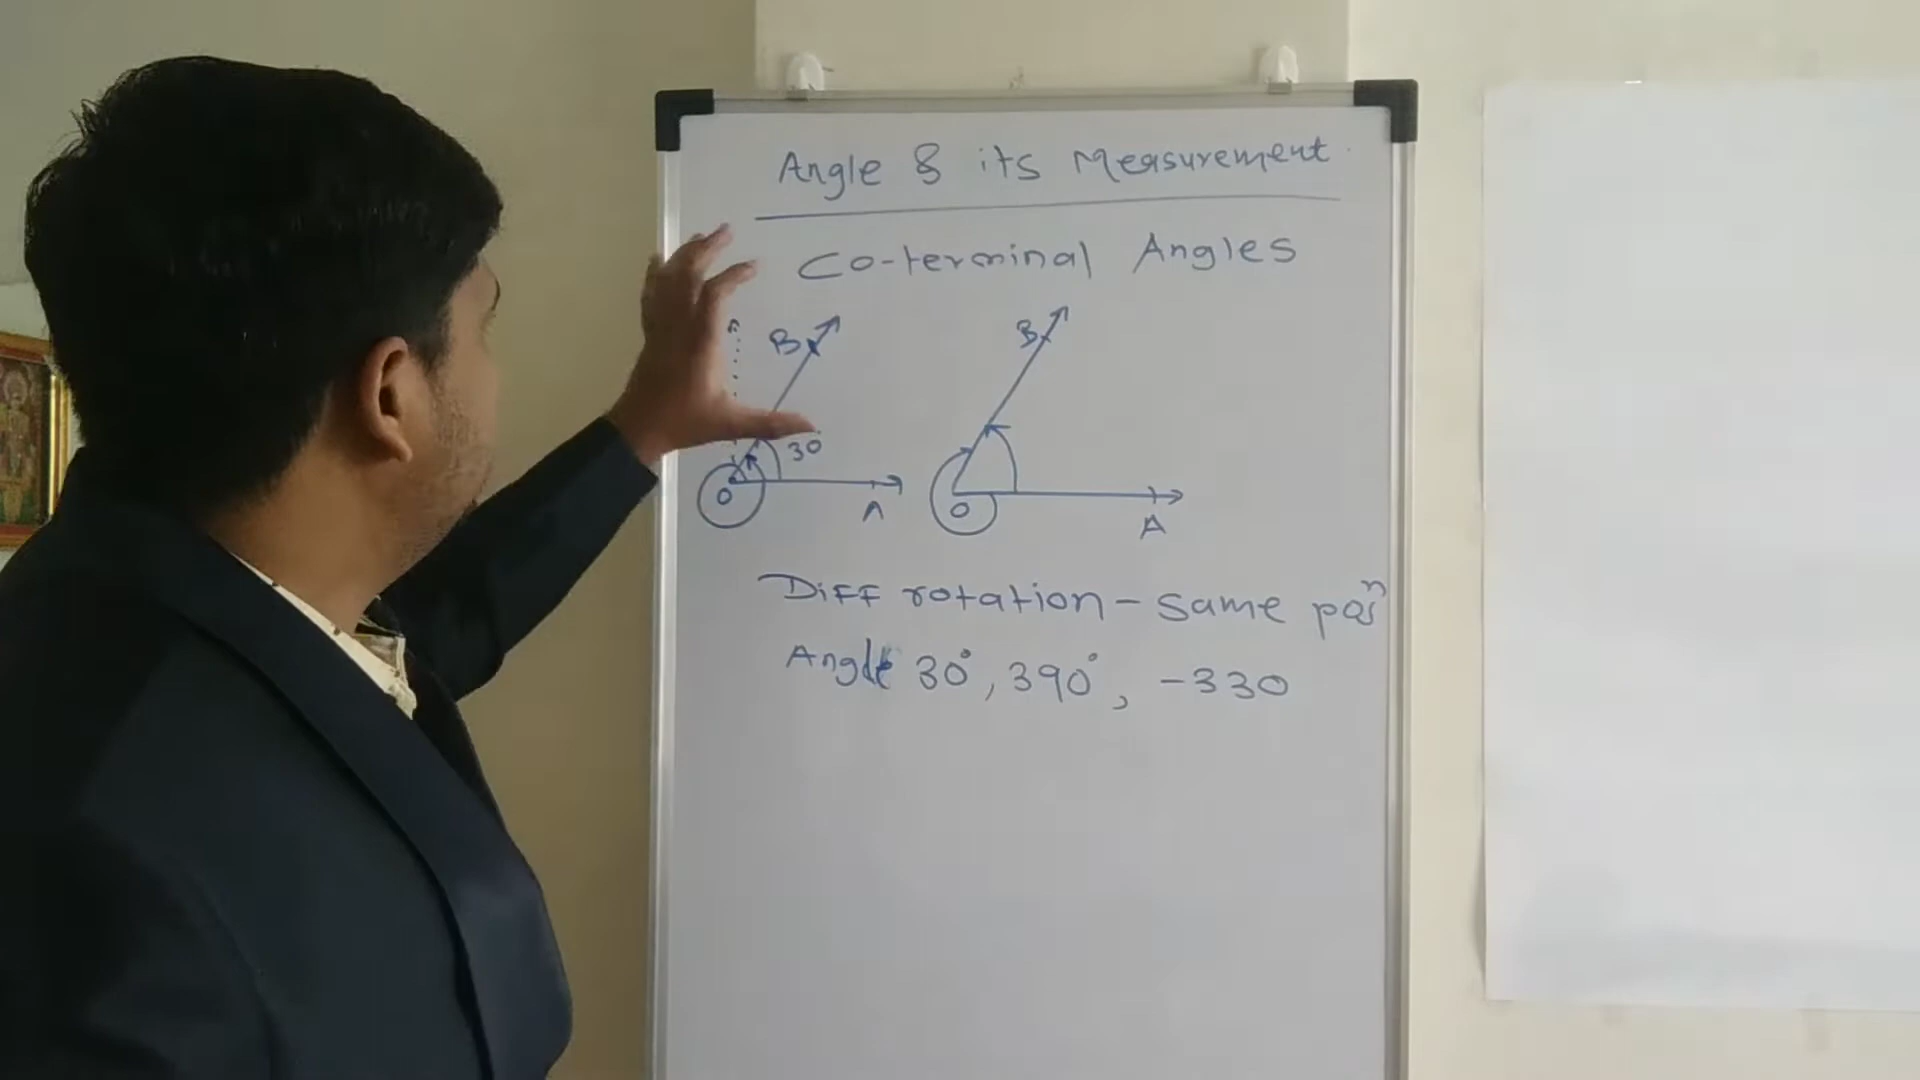 Angle & its Measurement
Co-terminal Angles
B
30°
O
A
B
O
A
Diff rotation - same posⁿ
Angle 30°, 390°, -330